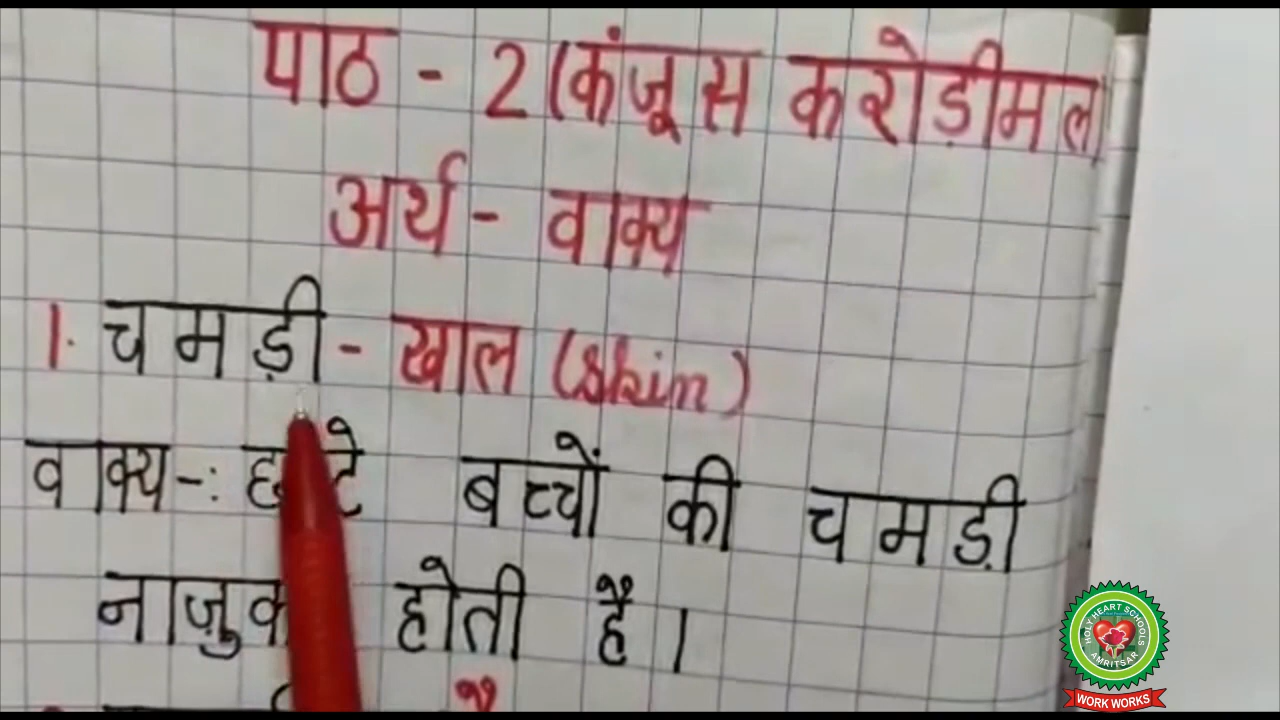 पाठ - 2 (कंजूस करोड़ीमल)
अर्थ - वाक्य
1. चमड़ी - खाल (Skin)
वाक्य -: बच्चों की चमड़ी
नाज़ुक होती है ।
HOLY HEART SCHOOLS
AMRITSAR
WORK WORKS